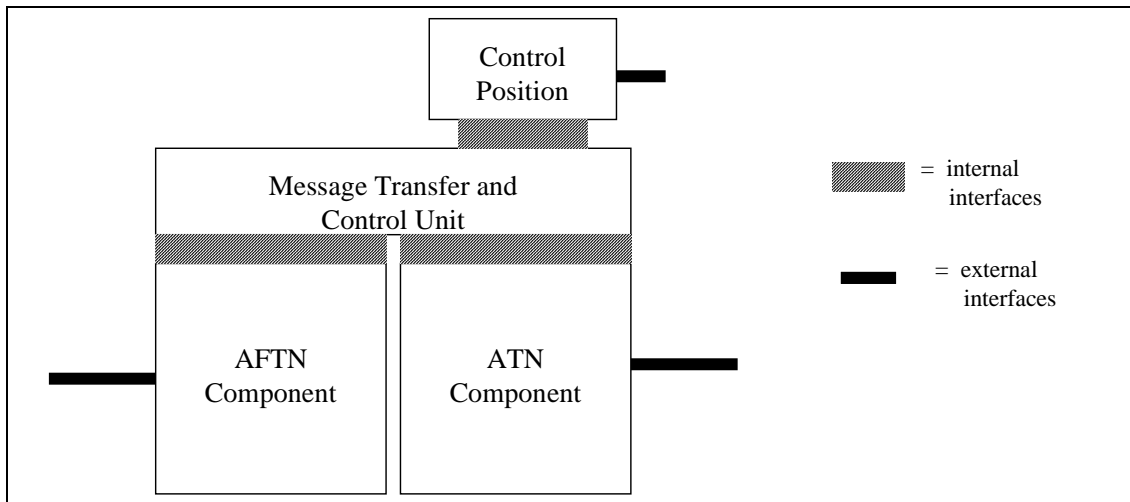 Control
Position
Message Transfer and
Control Unit
AFTN
Component
ATN
Component
= internal
interfaces
= external
interfaces